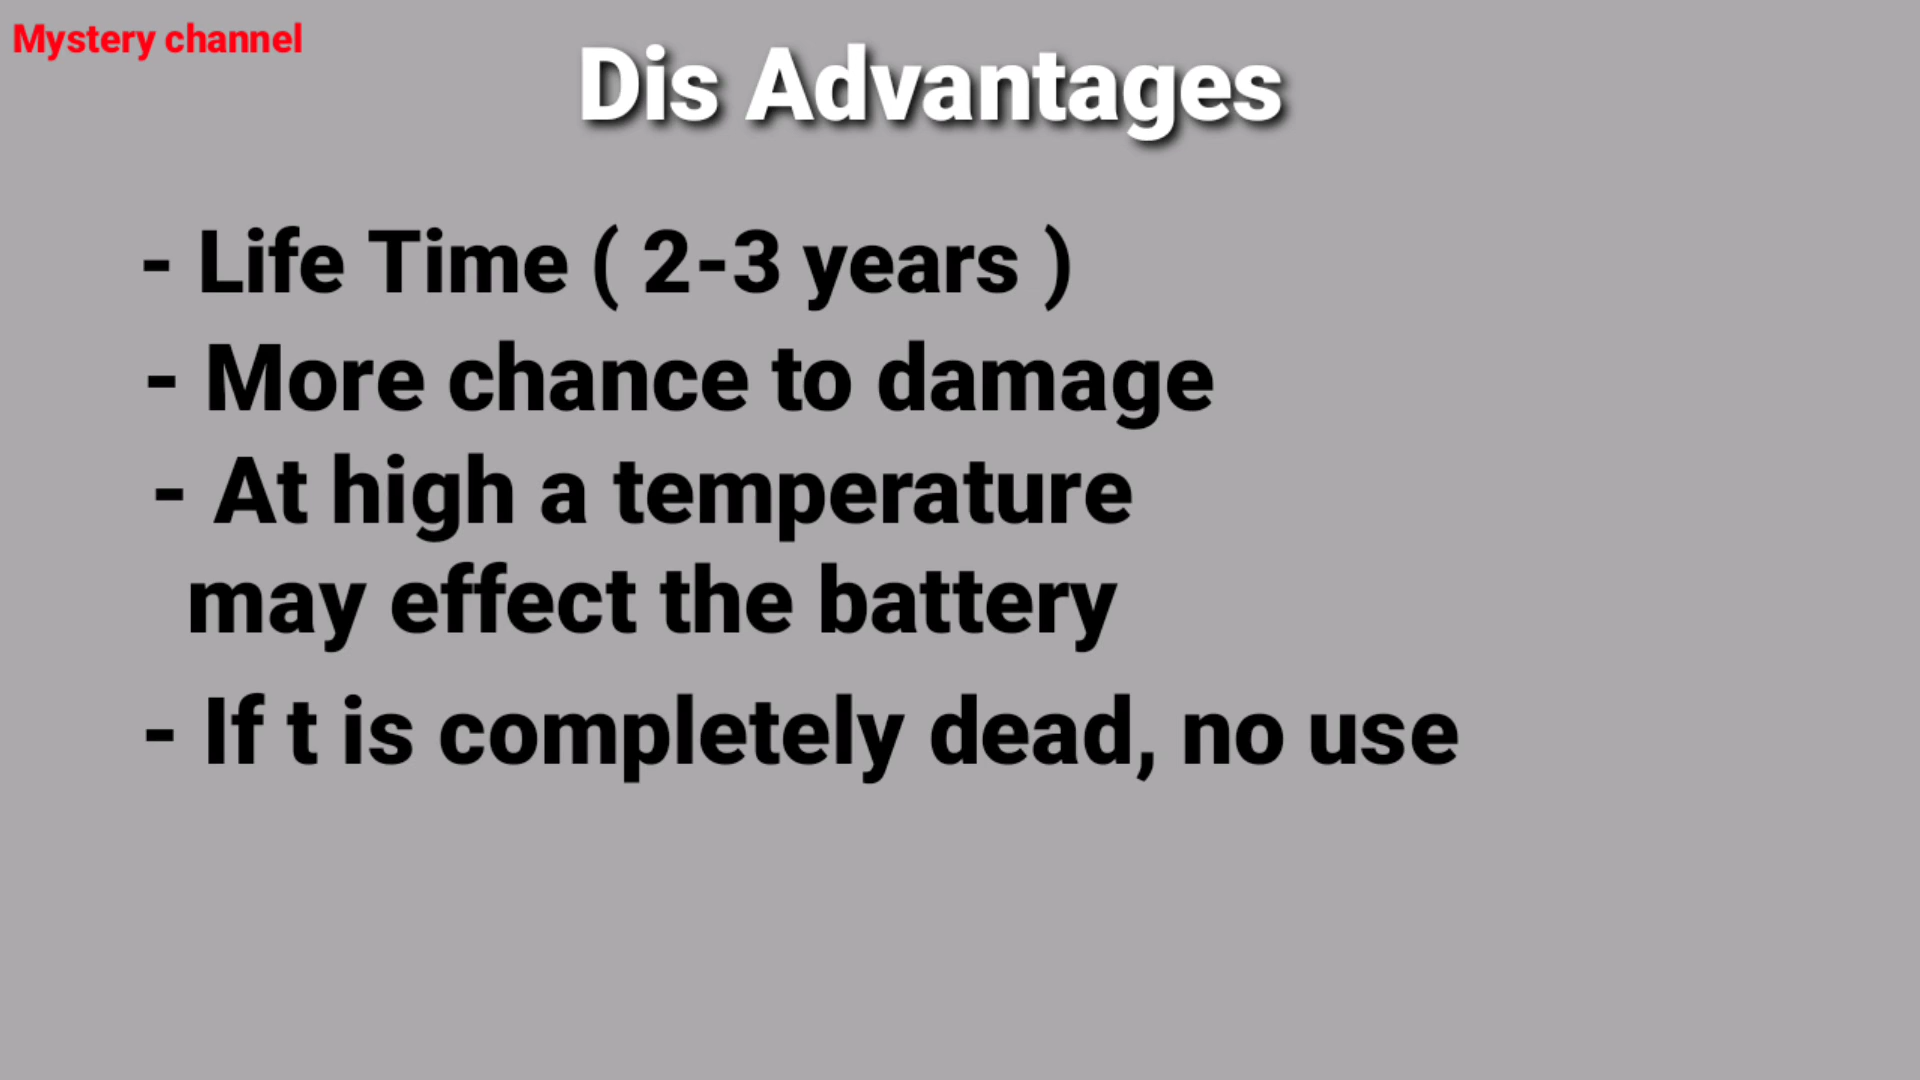 Mystery channel
Dis Advantages
- Life Time ( 2-3 years )
- More chance to damage
- At high a temperature
may effect the battery
- If t is completely dead, no use